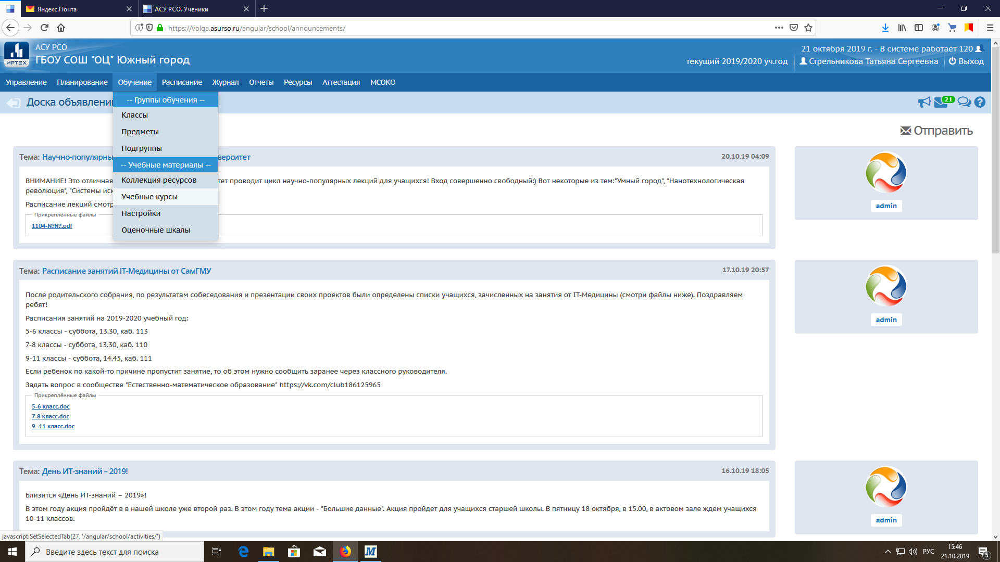 Яндекс.Почта
АСУ РСО. Ученики
https://volga.asurso.ru/angular/school/announcements/
ИРТЕХ
АСУ РСО
ГБОУ СОШ "ОЦ" Южный город
21 октября 2019 г. - В системе работает 120
текущий 2019/2020 уч.год
Стрельникова Татьяна Сергеевна
Выход
Управление Планирование Обучение Расписание Журнал Отчеты Ресурсы Аттестация МСОКО
Доска объявлени
21
-- Группы обучения --
Классы
Предметы
Подгруппы
-- Учебные материалы --
Коллекция ресурсов
Учебные курсы
Настройки
Оценочные шкалы
Отправить
Тема: Научно-популярны верситет
20.10.19 04:09
ВНИМАНИЕ! Это отличная тет проводит цикл научно-популярных лекций для учащихся! Вход совершенно свободный:) Вот некоторые из тем:"Умный город", "Нанотехнологическая
революция", "Системы иск
Расписание лекций смотр
Прикреплённые файлы
1104-N?N?.pdf
admin
Тема: Расписание занятий IT-Медицины от СамГМУ
17.10.19 20:57
После родительского собрания, по результатам собеседования и презентации своих проектов были определены списки учащихся, зачисленных на занятия от IT-Медицины (смотри файлы ниже). Поздравляем
ребят!
Расписания занятий на 2019-2020 учебный год:
5-6 классы - суббота, 13.30, каб. 113
7-8 классы - суббота, 13.30, каб. 110
9-11 классы - суббота, 14.45, каб. 111
Если ребенок по какой-то причине пропустит занятие, то об этом нужно сообщить заранее через классного руководителя.
Задать вопрос в сообществе "Естественно-математическое образование" https://vk.com/club186125965
Прикреплённые файлы
5-6 класс.doc
7-8 класс.doc
9 -11 класс.doc
admin
Тема: День ИТ-знаний – 2019!
16.10.19 18:05
Близится «День ИТ-знаний – 2019»!
В этом году акция пройдёт в в нашей школе уже второй раз. В этом году тема акции - "Большие данные". Акция пройдет для учащихся старшей школы. В пятницу 18 октября, в 15.00, в актовом зале ждем учащихся
10-11 классов.
admin
javascript:SetSelectedTab(27, '/angular/school/activities/')
Введите здесь текст для поиска
РУС
15:46
21.10.2019
5